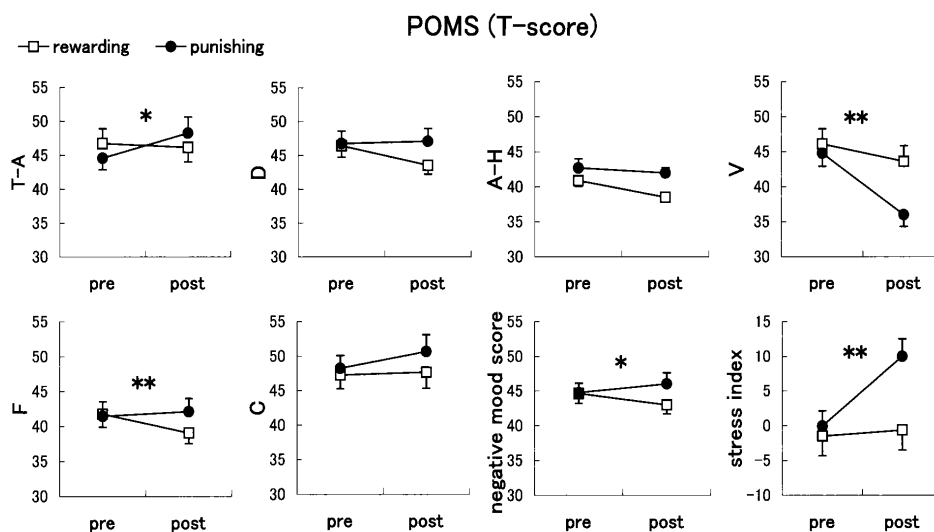 POMS (T-score)
rewarding punishing
T-A
55
50
45
40
35
30
*
pre post
D
55
50
45
40
35
30
pre post
A-H
55
50
45
40
35
30
pre post
V
55
50
45
40
35
30
**
pre post
F
55
50
45
40
35
30
**
pre post
C
55
50
45
40
35
30
pre post
negative mood score
55
50
45
40
35
30
*
pre post
stress index
15
10
5
0
-5
-10
**
pre post